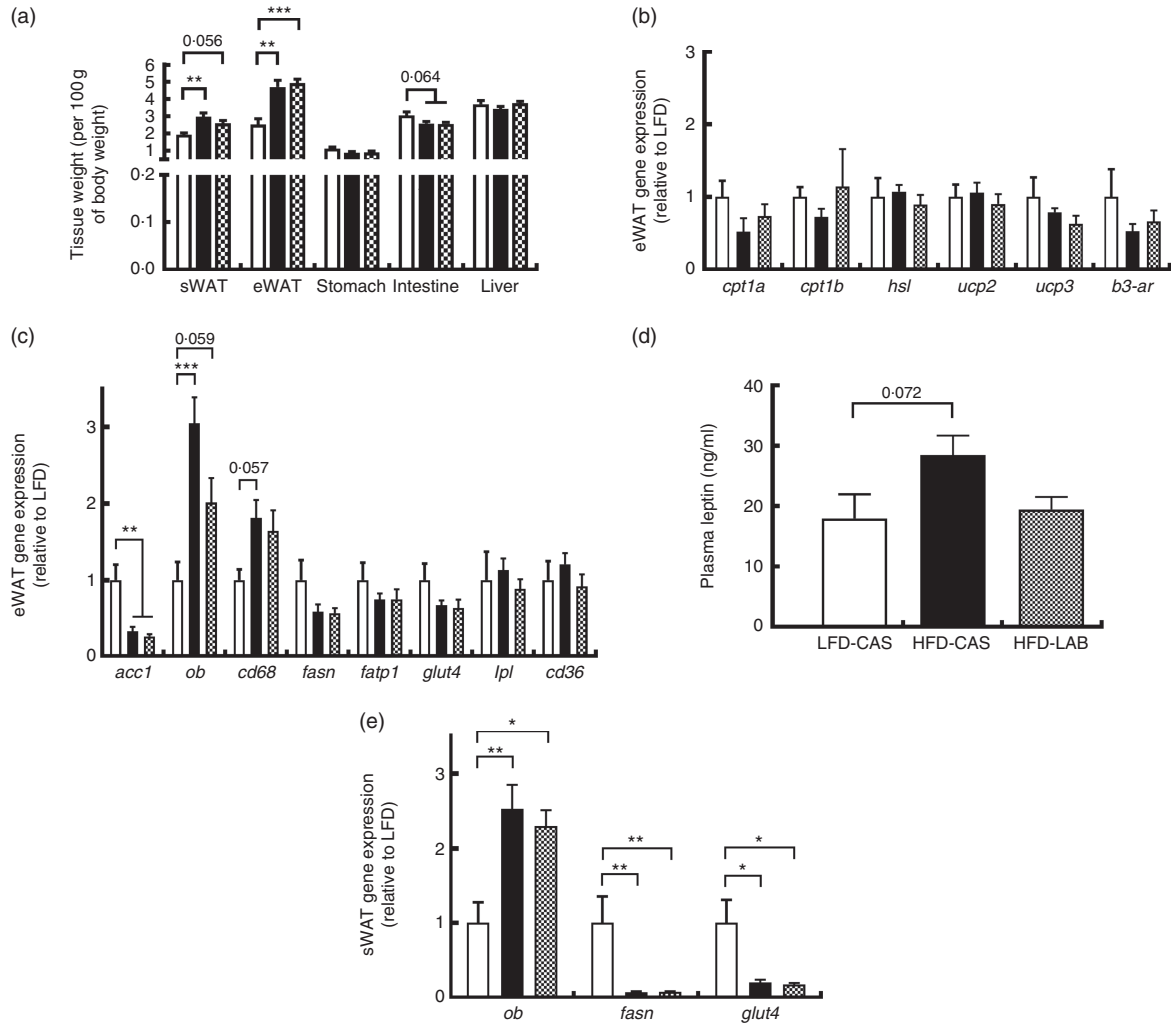 (a)
Tissue weight (per 100 g
of body weight)
6
5
4
3
2
1
0·2
0·1
0·0
0·056
**
**
***
0·064
sWAT eWAT Stomach Intestine Liver
(b)
eWAT gene expression
(relative to LFD)
3
2
1
0
cpt1a cpt1b hsl ucp2 ucp3 b3-ar
(c)
eWAT gene expression
(relative to LFD)
3
2
1
0
**
0·059
***
0·057
acc1 ob cd68 fasn fatp1 glut4 lpl cd36
(d)
Plasma leptin (ng/ml)
40
30
20
10
0
0·072
LFD-CAS HFD-CAS HFD-LAB
(e)
sWAT gene expression
(relative to LFD)
3
2
1
0
*
**
**
**
*
*
ob fasn glut4